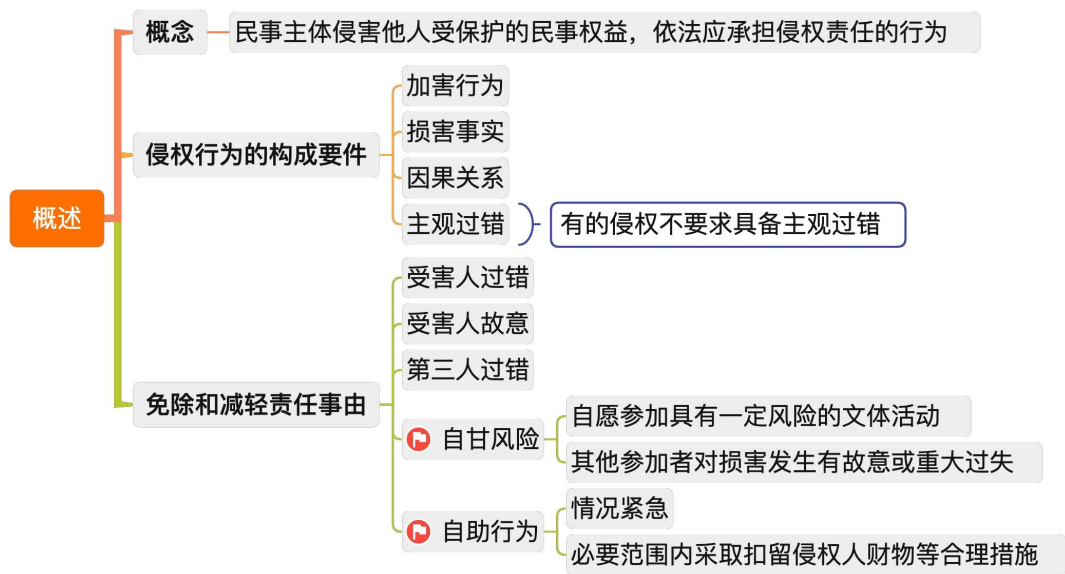 概述
概念
民事主体侵害他人受保护的民事权益，依法应承担侵权责任的行为
侵权行为的构成要件
加害行为
损害事实
因果关系
主观过错
有的侵权不要求具备主观过错
免除和减轻责任事由
受害人过错
受害人故意
第三人过错
自甘风险
自愿参加具有一定风险的文体活动
其他参加者对损害发生有故意或重大过失
自助行为
情况紧急
必要范围内采取扣留侵权人财物等合理措施